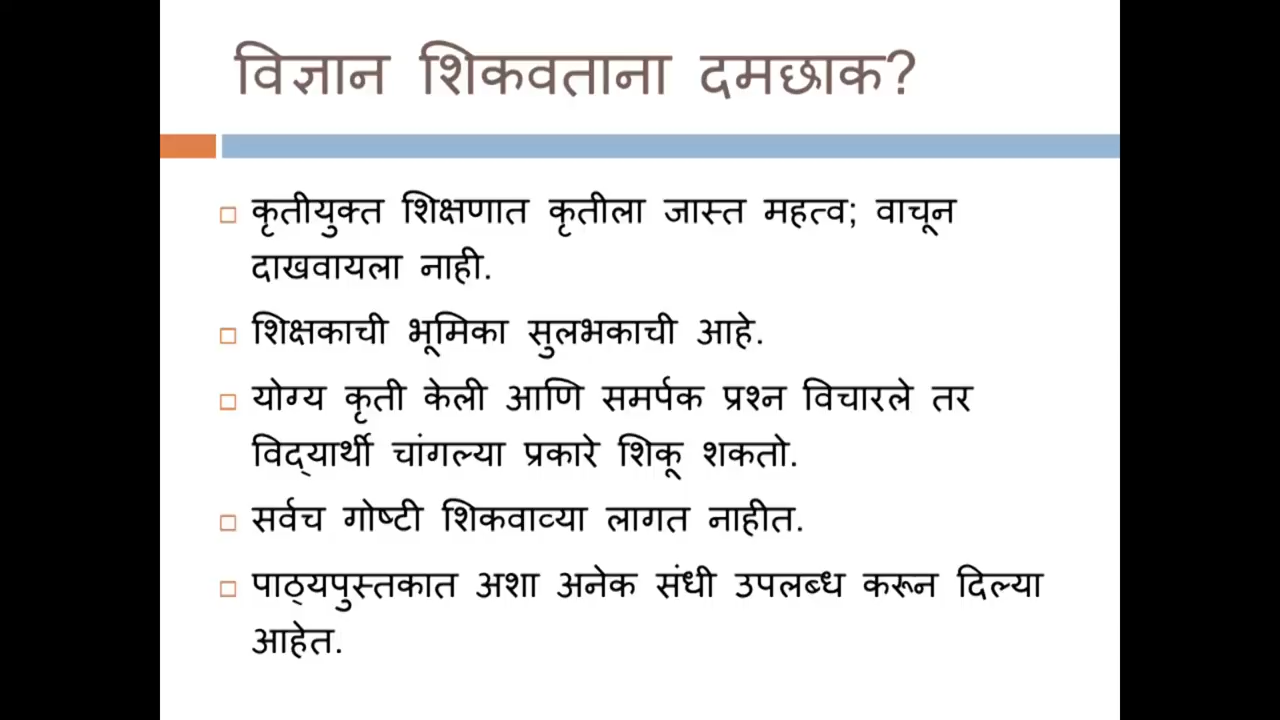 विज्ञान शिकवताना दमछाक?
कृतीयुक्त शिक्षणात कृतीला जास्त महत्व; वाचून
दाखवायला नाही.
शिक्षकाची भूमिका सुलभकाची आहे.
योग्य कृती केली आणि समर्पक प्रश्न विचारले तर
विद्यार्थी चांगल्या प्रकारे शिकू शकतो.
सर्वच गोष्टी शिकवाव्या लागत नाहीत.
पाठ्यपुस्तकात अशा अनेक संधी उपलब्ध करून दिल्या
आहेत.